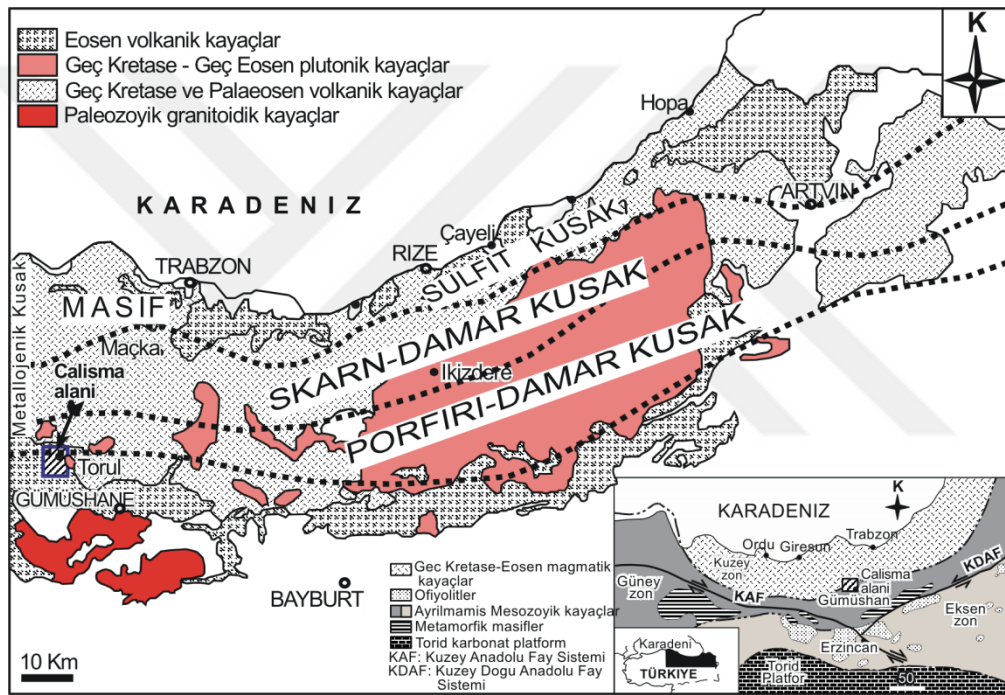 Eosen volkanik kayaçlar
Geç Kretase - Geç Eosen plutonik kayaçlar
Geç Kretase ve Palaeosen volkanik kayaçlar
Paleozoyik granitoidik kayaçlar
K
Hopa
KARADENIZ
ARTVIN
Çayeli
SULFIT KUSAK
RIZE
TRABZON
Metallojenik Kusak
MASIF
Maçka
SKARN-DAMAR KUSAK
Ikizdere
PORFIRI-DAMAR KUSAK
Calisma
alani
Torul
GÜMÜSHANE
BAYBURT
10 Km
Gec Kretase-Eosen magmatik
kayaçlar
Ofiyolitler
Ayrilmamis Mesozoyik kayaçlar
Metamorfik masifler
Torid karbonat platform
KAF: Kuzey Anadolu Fay Sistemi
KDAF: Kuzey Dogu Anadolu Fay
Sistemi
K
KARADENIZ
Trabzon
Ordu
Giresun
Kuzey
zon
Güney
zon
KAF
Calisma
alani
Gümüshan
KDAF
Eksen
zon
Erzincan
Karadeni
TÜRKIYE
Torid
Platfor
50